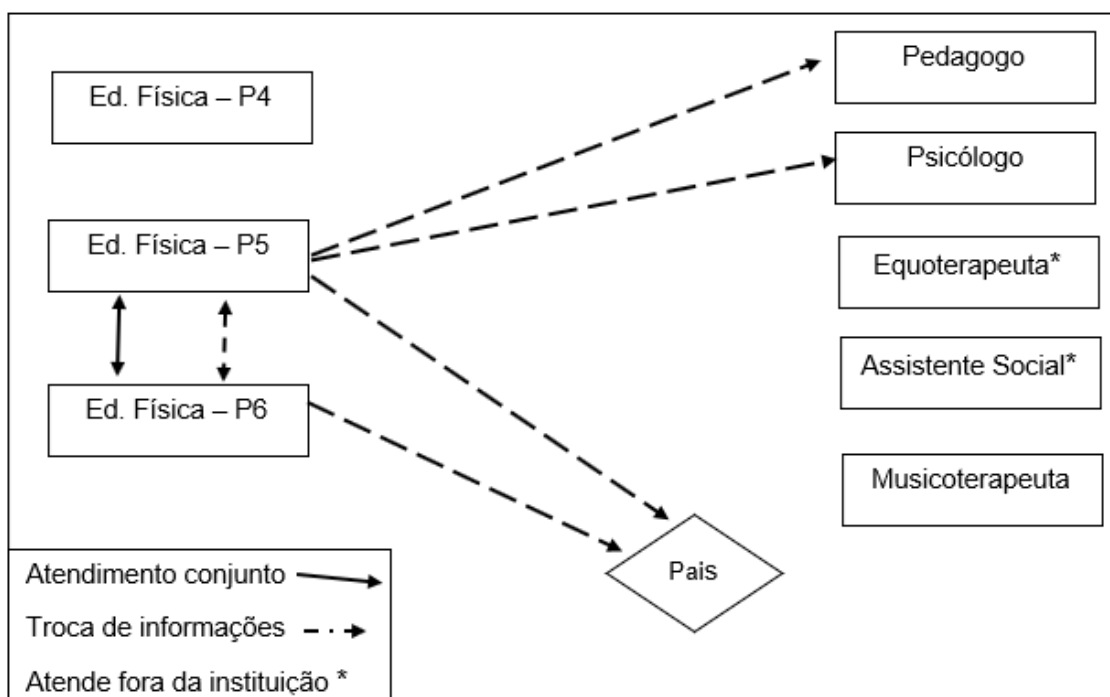 Ed. Física – P4
Ed. Física – P5
Ed. Física – P6
Pedagogo
Psicólogo
Equoterapeuta*
Assistente Social*
Musicoterapeuta
Pais
Atendimento conjunto
Troca de informações
Atende fora da instituição *